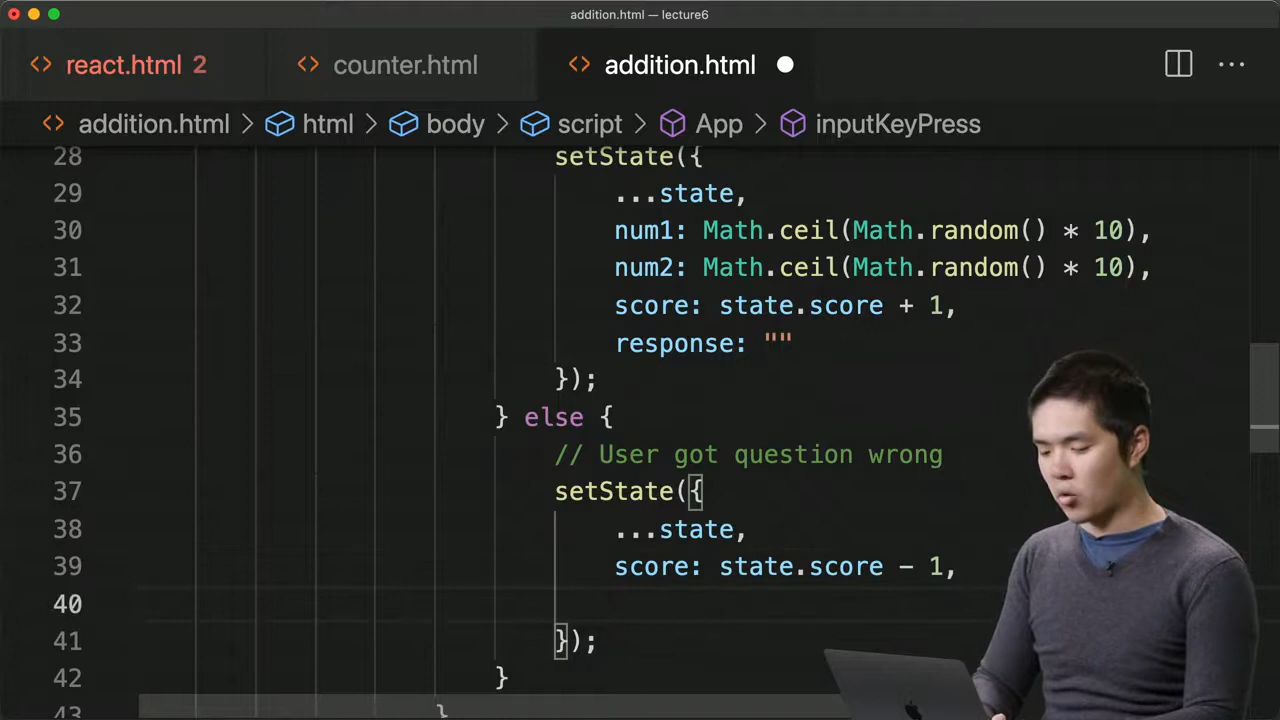 addition.html — lecture6
react.html 2 counter.html addition.html
addition.html > html > body > script > App > inputKeyPress
28 setState({
29 ...state,
30 num1: Math.ceil(Math.random() * 10),
31 num2: Math.ceil(Math.random() * 10),
32 score: state.score + 1,
33 response: ""
34 });
35 } else {
36 // User got question wrong
37 setState({
38 ...state,
39 score: state.score - 1,
40
41 });
42 }
43 }